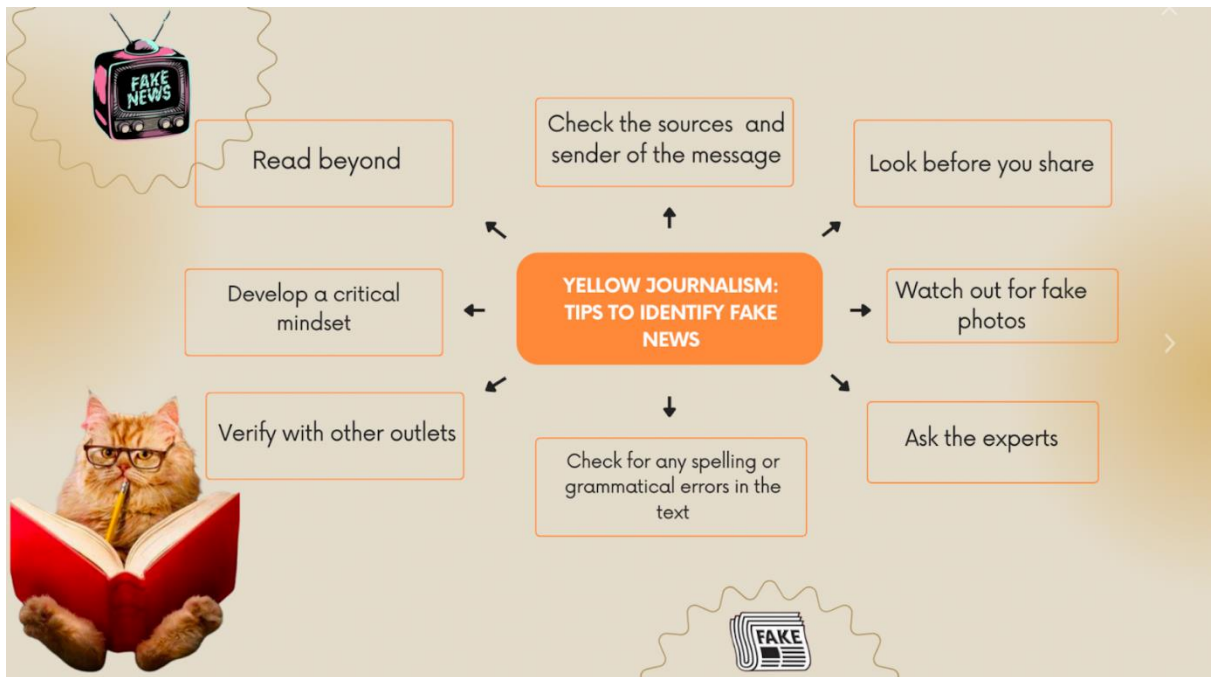 FAKE
NEWS
Read beyond
Check the sources and
sender of the message
Look before you share
Develop a critical
mindset
YELLOW JOURNALISM:
TIPS TO IDENTIFY FAKE
NEWS
Watch out for fake
photos
Verify with other outlets
Check for any spelling or
grammatical errors in the
text
Ask the experts
FAKE